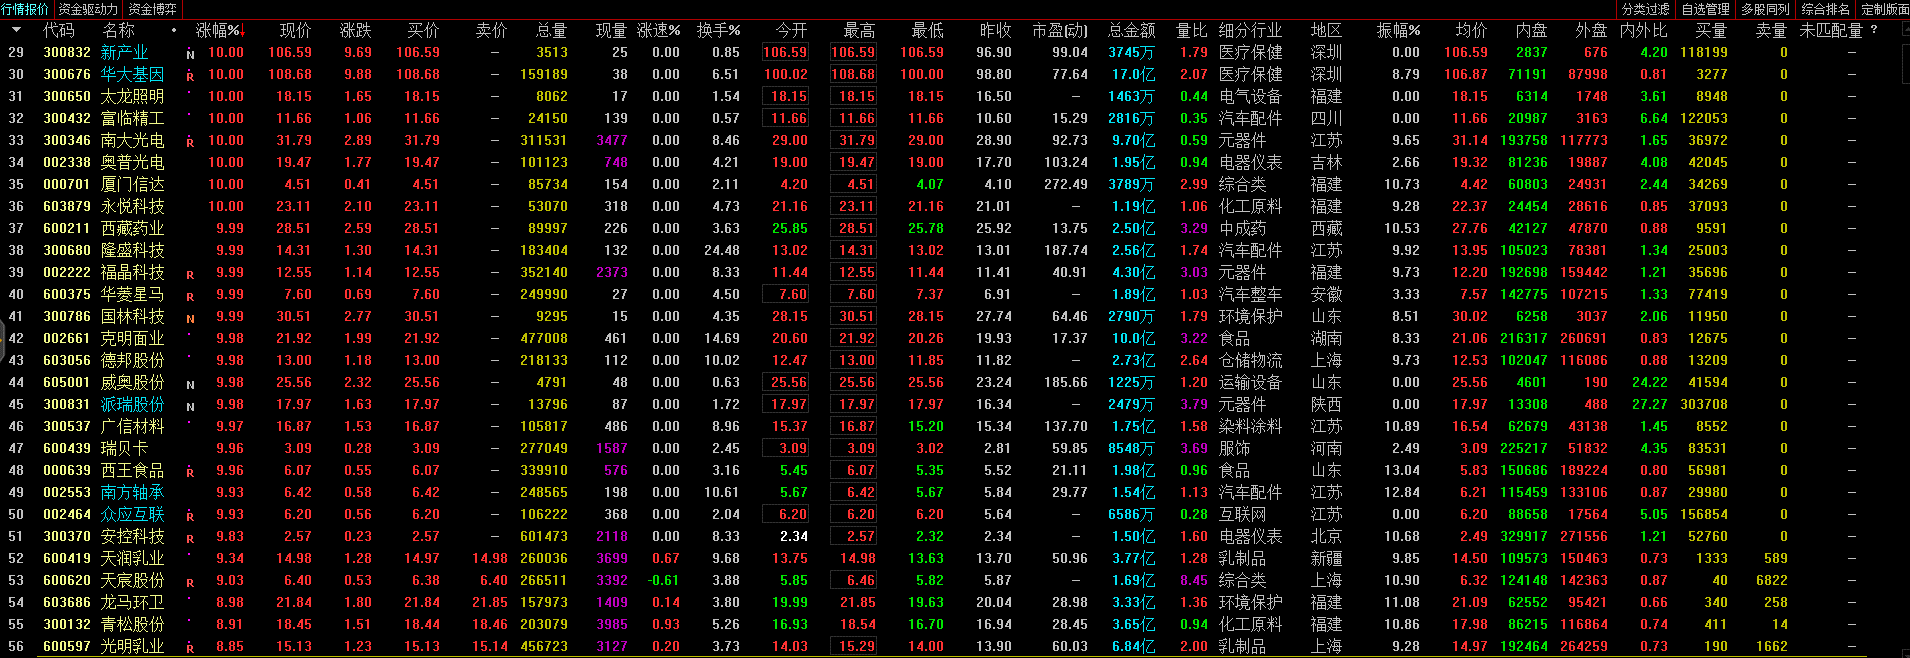 行情报价 资金驱动力 资金博弈 分类过滤 自选管理 多股同列 综合排名 定制版面
代码 名称 • 涨幅%↓ 现价 涨跌 买价 卖价 总量 现量 涨速% 换手% 今开 最高 最低 昨收 市盈(动) 总金额 量比 细分行业 地区 振幅% 均价 内盘 外盘 内外比 买量 卖量 未匹配量 ?
29 300832 新产业 N 10.00 106.59 9.69 106.59 — 3513 25 0.00 0.85 106.59 106.59 106.59 96.90 99.04 3745万 1.79 医疗保健 深圳 0.00 106.59 2837 676 4.20 118199 0 —
30 300676 华大基因 R 10.00 108.68 9.88 108.68 — 159189 38 0.00 6.51 100.02 108.68 100.00 98.80 77.64 17.0亿 2.07 医疗保健 深圳 8.79 106.87 71191 87998 0.81 3277 0 —
31 300650 太龙照明 10.00 18.15 1.65 18.15 — 8062 17 0.00 1.54 18.15 18.15 18.15 16.50 — 1463万 0.44 电气设备 福建 0.00 18.15 6314 1748 3.61 8948 0 —
32 300432 富临精工 10.00 11.66 1.06 11.66 — 24150 139 0.00 0.57 11.66 11.66 11.66 10.60 15.29 2816万 0.35 汽车配件 四川 0.00 11.66 20987 3163 6.64 122053 0 —
33 300346 南大光电 R 10.00 31.79 2.89 31.79 — 311531 3477 0.00 8.46 29.00 31.79 29.00 28.90 92.73 9.70亿 0.59 元器件 江苏 9.65 31.14 193758 117773 1.65 36972 0 —
34 002338 奥普光电 10.00 19.47 1.77 19.47 — 101123 748 0.00 4.21 19.00 19.47 19.00 17.70 103.24 1.95亿 0.94 电器仪表 吉林 2.66 19.32 81236 19887 4.08 42045 0 —
35 000701 厦门信达 10.00 4.51 0.41 4.51 — 85734 154 0.00 2.11 4.20 4.51 4.07 4.10 272.49 3789万 2.99 综合类 福建 10.73 4.42 60803 24931 2.44 34269 0 —
36 603879 永悦科技 10.00 23.11 2.10 23.11 — 53070 318 0.00 4.73 21.16 23.11 21.16 21.01 — 1.19亿 1.06 化工原料 福建 9.28 22.37 24454 28616 0.85 37093 0 —
37 600211 西藏药业 9.99 28.51 2.59 28.51 — 89997 226 0.00 3.63 25.85 28.51 25.78 25.92 13.75 2.50亿 3.29 中成药 西藏 10.53 27.76 42127 47870 0.88 9591 0 —
38 300680 隆盛科技 9.99 14.31 1.30 14.31 — 183404 132 0.00 24.48 13.02 14.31 13.02 13.01 187.74 2.56亿 1.74 汽车配件 江苏 9.92 13.95 105023 78381 1.34 25003 0 —
39 002222 福晶科技 R 9.99 12.55 1.14 12.55 — 352140 2373 0.00 8.33 11.44 12.55 11.44 11.41 40.91 4.30亿 3.03 元器件 福建 9.73 12.20 192698 159442 1.21 35696 0 —
40 600375 华菱星马 R 9.99 7.60 0.69 7.60 — 249990 27 0.00 4.50 7.60 7.60 7.37 6.91 — 1.89亿 1.03 汽车整车 安徽 3.33 7.57 142775 107215 1.33 77419 0 —
41 300786 国林科技 N 9.99 30.51 2.77 30.51 — 9295 15 0.00 4.35 28.15 30.51 28.15 27.74 64.46 2790万 1.79 环境保护 山东 8.51 30.02 6258 3037 2.06 11950 0 —
42 002661 克明面业 9.98 21.92 1.99 21.92 — 477008 461 0.00 14.69 20.60 21.92 20.26 19.93 17.37 10.0亿 3.22 食品 湖南 8.33 21.06 216317 260691 0.83 12675 0 —
43 603056 德邦股份 9.98 13.00 1.18 13.00 — 218133 112 0.00 10.02 12.47 13.00 11.85 11.82 — 2.73亿 2.64 仓储物流 上海 9.73 12.53 102047 116086 0.88 13209 0 —
44 605001 威奥股份 N 9.98 25.56 2.32 25.56 — 4791 48 0.00 0.63 25.56 25.56 25.56 23.24 185.66 1225万 1.20 运输设备 山东 0.00 25.56 4601 190 24.22 41594 0 —
45 300831 派瑞股份 N 9.98 17.97 1.63 17.97 — 13796 87 0.00 1.72 17.97 17.97 17.97 16.34 — 2479万 3.79 元器件 陕西 0.00 17.97 13308 488 27.27 303708 0 —
46 300537 广信材料 9.97 16.87 1.53 16.87 — 105817 486 0.00 8.96 15.37 16.87 15.20 15.34 137.70 1.75亿 1.58 染料涂料 江苏 10.89 16.54 62679 43138 1.45 8552 0 —
47 600439 瑞贝卡 9.96 3.09 0.28 3.09 — 277049 1587 0.00 2.45 3.09 3.09 3.02 2.81 59.85 8548万 3.69 服饰 河南 2.49 3.09 225217 51832 4.35 83531 0 —
48 000639 西王食品 R 9.96 6.07 0.55 6.07 — 339910 576 0.00 3.16 5.45 6.07 5.35 5.52 21.11 1.98亿 0.96 食品 山东 13.04 5.83 150686 189224 0.80 56981 0 —
49 002553 南方轴承 9.93 6.42 0.58 6.42 — 248565 198 0.00 10.61 5.67 6.42 5.67 5.84 29.77 1.54亿 1.13 汽车配件 江苏 12.84 6.21 115459 133106 0.87 29980 0 —
50 002464 众应互联 R 9.93 6.20 0.56 6.20 — 106222 368 0.00 2.04 6.20 6.20 6.20 5.64 — 6586万 0.28 互联网 江苏 0.00 6.20 88658 17564 5.05 156854 0 —
51 300370 安控科技 R 9.83 2.57 0.23 2.57 — 601473 2118 0.00 8.33 2.34 2.57 2.32 2.34 — 1.50亿 1.60 电器仪表 北京 10.68 2.49 329917 271556 1.21 52760 0 —
52 600419 天润乳业 9.34 14.98 1.28 14.97 14.98 260036 3699 0.67 9.68 13.75 14.98 13.63 13.70 50.96 3.77亿 1.28 乳制品 新疆 9.85 14.50 109573 150463 0.73 1333 589 —
53 600620 天宸股份 R 9.03 6.40 0.53 6.38 6.40 266511 3392 -0.61 3.88 5.85 6.46 5.82 5.87 — 1.69亿 8.45 综合类 上海 10.90 6.32 124148 142363 0.87 40 6822 —
54 603686 龙马环卫 8.98 21.84 1.80 21.84 21.85 157973 1409 0.14 3.80 19.99 21.85 19.63 20.04 28.98 3.33亿 1.36 环境保护 福建 11.08 21.09 62552 95421 0.66 340 258 —
55 300132 青松股份 8.91 18.45 1.51 18.44 18.46 203079 3985 0.93 5.26 16.93 18.54 16.70 16.94 28.45 3.65亿 0.94 化工原料 福建 10.86 17.98 86215 116864 0.74 411 14 —
56 600597 光明乳业 R 8.85 15.13 1.23 15.13 15.14 456723 3127 0.20 3.73 14.03 15.29 14.00 13.90 60.03 6.84亿 2.00 乳制品 上海 9.28 14.97 192464 264259 0.73 190 1662 —